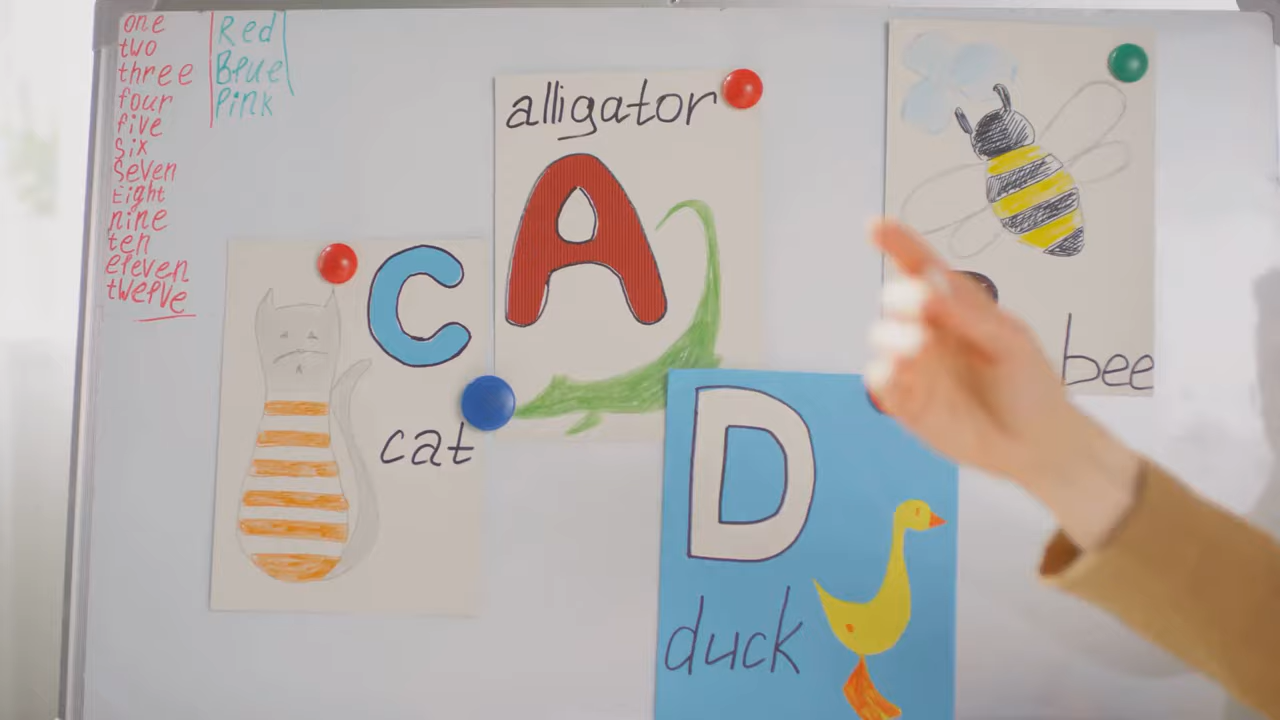 one
two
three
four
five
six
seven
Eight
nine
ten
eleven
twelve
Red
Blue
Pink
C
cat
alligator
A
D
duck
bee